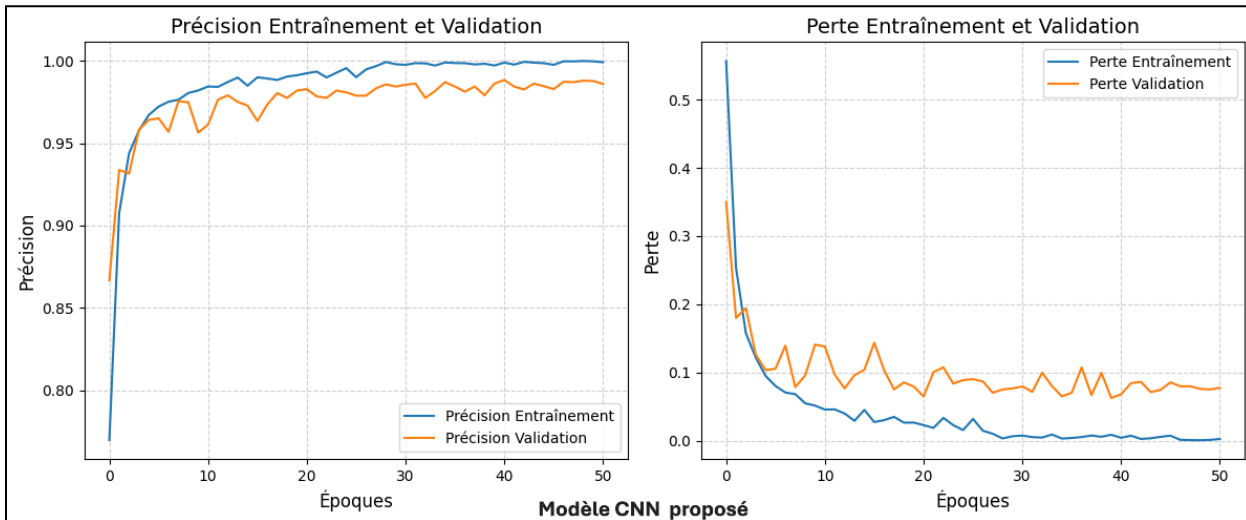 Précision Entraînement et Validation
1.00
0.95
0.90
0.85
0.80
Précision
Précision Entraînement
Précision Validation
0 10 20 30 40 50
Époques
Perte Entraînement et Validation
Perte Entraînement
Perte Validation
0.5
0.4
0.3
0.2
0.1
0.0
Perte
0 10 20 30 40 50
Époques
Modèle CNN proposé